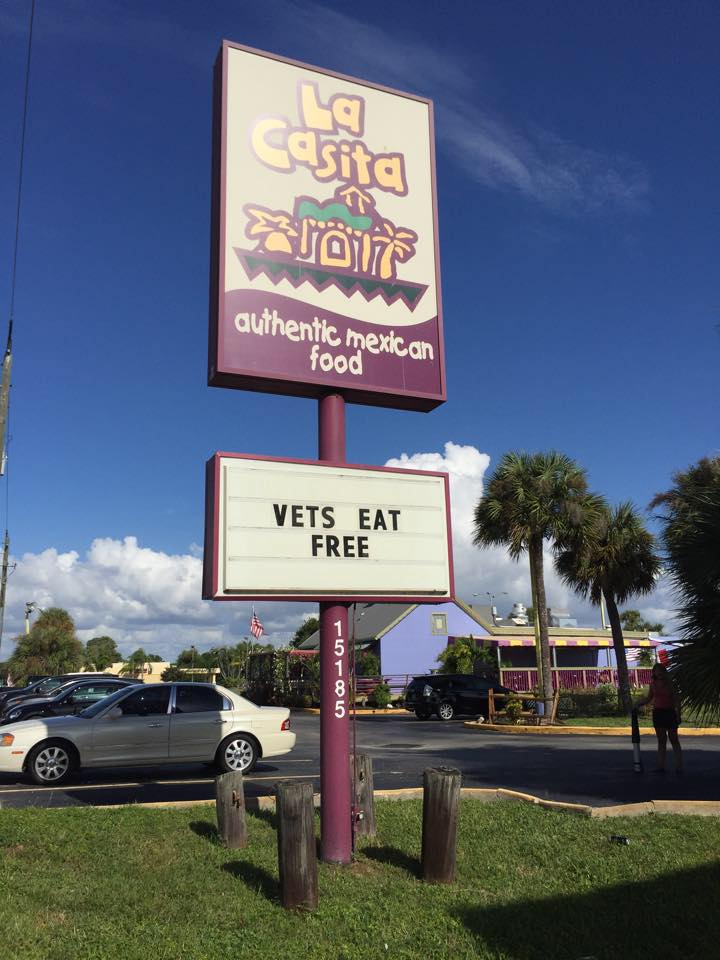 La
Casita
authentic mexican
food
VETS EAT
FREE
15185